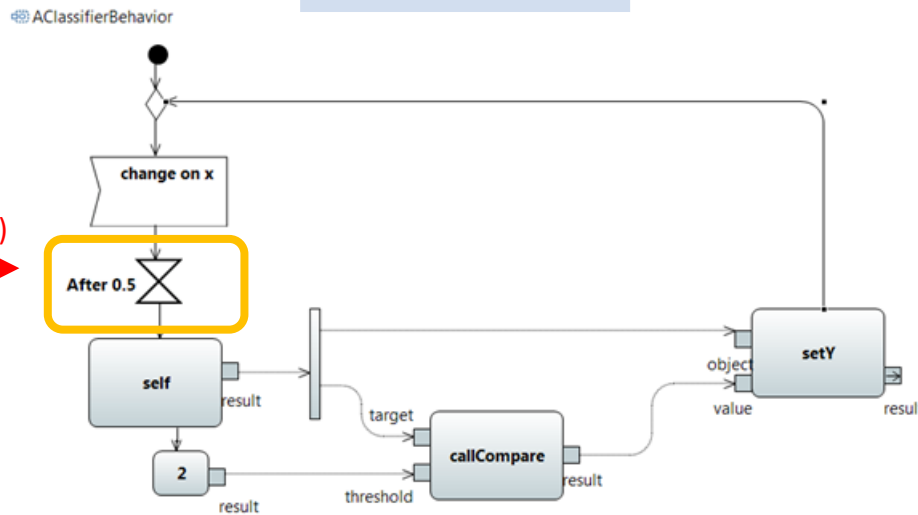 AClassifierBehavior
change on x
)
After 0.5
self
result
2
result
target
threshold
callCompare
result
object
value
setY
resul